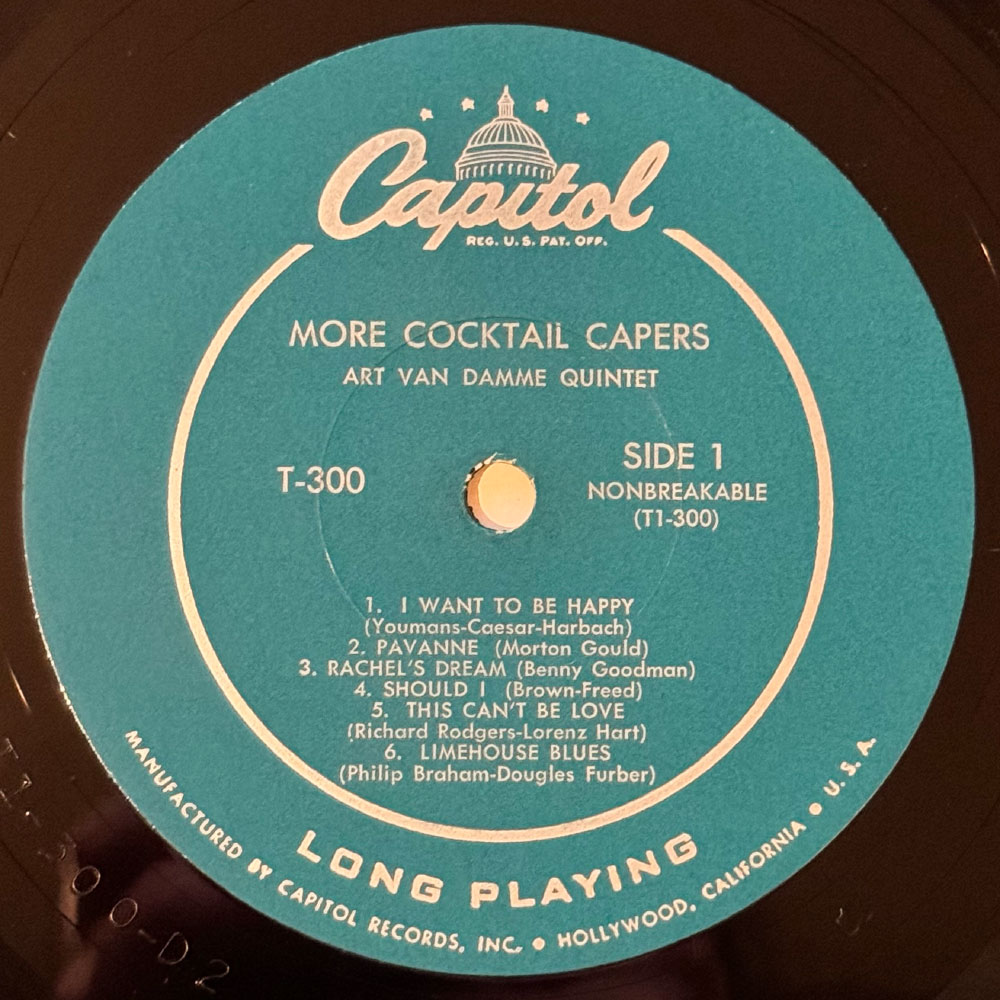 Capitol
REG. U.S. PAT. OFF.
MORE COCKTAIL CAPERS
ART VAN DAMME QUINTET
T-300
SIDE 1
NONBREAKABLE
(T1-300)
1. I WANT TO BE HAPPY
(Youmans-Caesar-Harbach)
2. PAVANNE (Morton Gould)
3. RACHEL'S DREAM (Benny Goodman)
4. SHOULD I (Brown-Freed)
5. THIS CAN'T BE LOVE
(Richard Rodgers-Lorenz Hart)
6. LIMEHOUSE BLUES
(Philip Braham-Dougles Furber)
LONG PLAYING
MANUFACTURED BY CAPITOL RECORDS, INC. • HOLLYWOOD, CALIFORNIA • U.S.A.
T1-300-D2